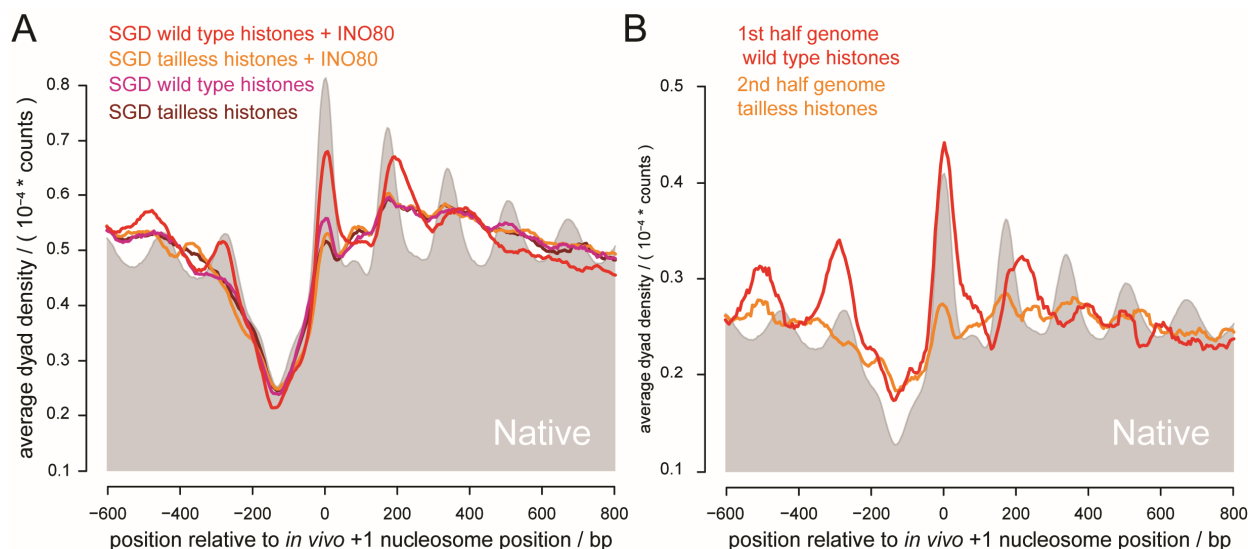 A
SGD wild type histones + INO80
SGD tailless histones + INO80
SGD wild type histones
SGD tailless histones
average dyad density / ( 10⁻⁴ * counts)
0.8
0.7
0.6
0.5
0.4
0.3
0.2
0.1
Native
−600 −400 −200 0 200 400 600 800
position relative to in vivo +1 nucleosome position / bp
B
1st half genome
wild type histones
2nd half genome
tailless histones
average dyad density / ( 10⁻⁴ * counts)
0.5
0.4
0.3
0.2
0.1
Native
−600 −400 −200 0 200 400 600 800
position relative to in vivo +1 nucleosome position / bp